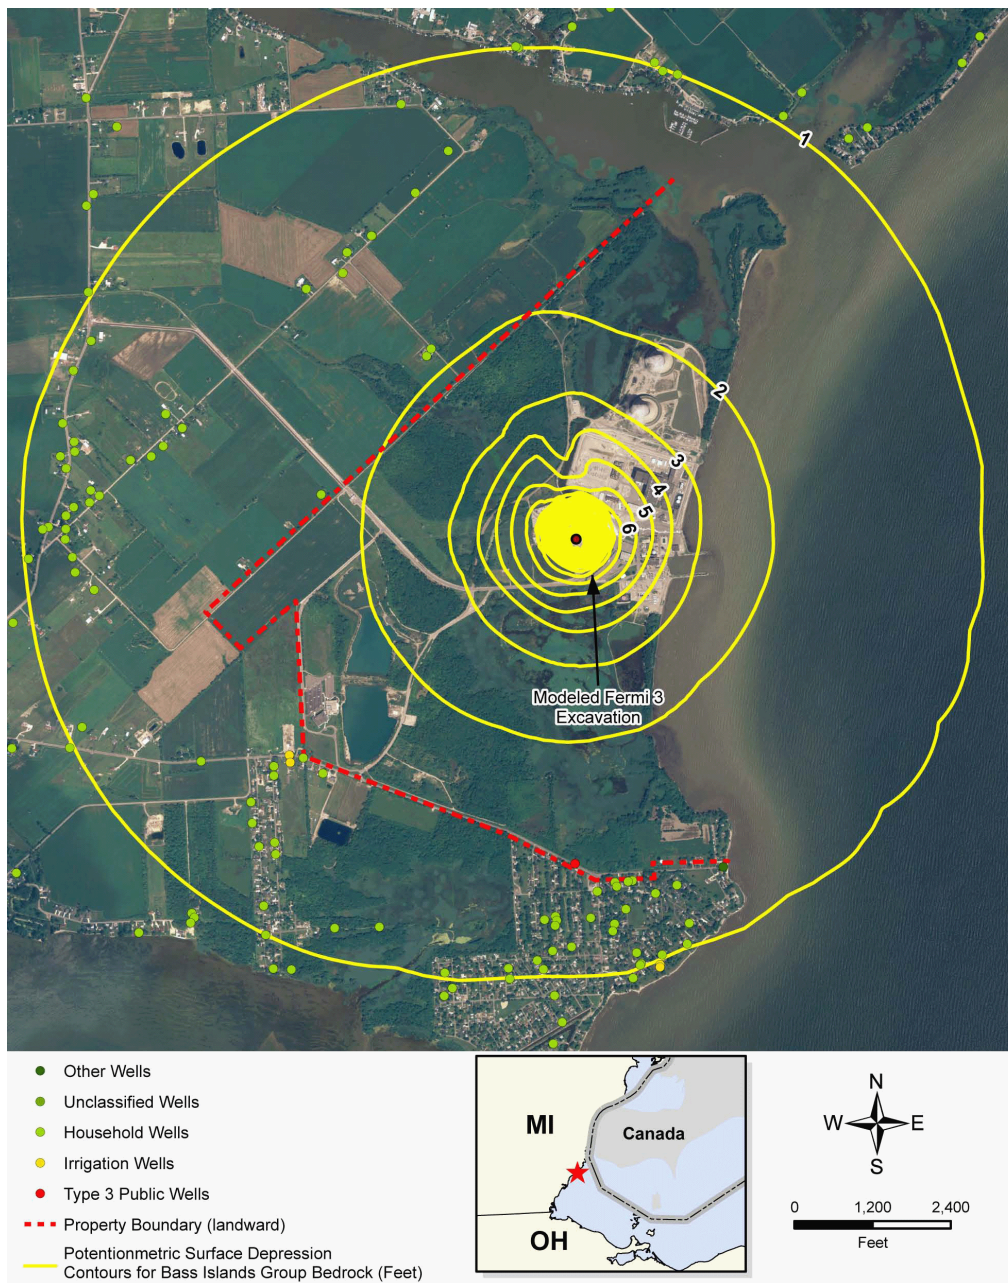 1
2
3
4
5
6
Modeled Fermi 3
Excavation
Other Wells
Unclassified Wells
Household Wells
Irrigation Wells
Type 3 Public Wells
Property Boundary (landward)
Potentionmetric Surface Depression
Contours for Bass Islands Group Bedrock (Feet)
MI
Canada
OH
N
W E
S
0 1,200 2,400
Feet